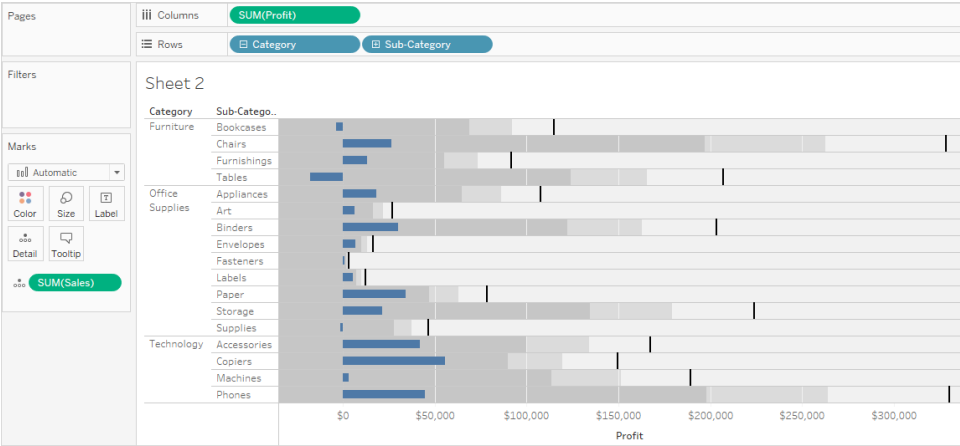 Pages
Columns
SUM(Profit)
Rows
Category
Sub-Category
Filters
Sheet 2
Category
Sub-Catego..
Furniture
Bookcases
Chairs
Furnishings
Tables
Office
Supplies
Appliances
Art
Binders
Envelopes
Fasteners
Labels
Paper
Storage
Supplies
Technology
Accessories
Copiers
Machines
Phones
Marks
Automatic
Color
Size
Label
T
Detail
Tooltip
SUM(Sales)
$0
$50,000
$100,000
$150,000
$200,000
$250,000
$300,000
Profit